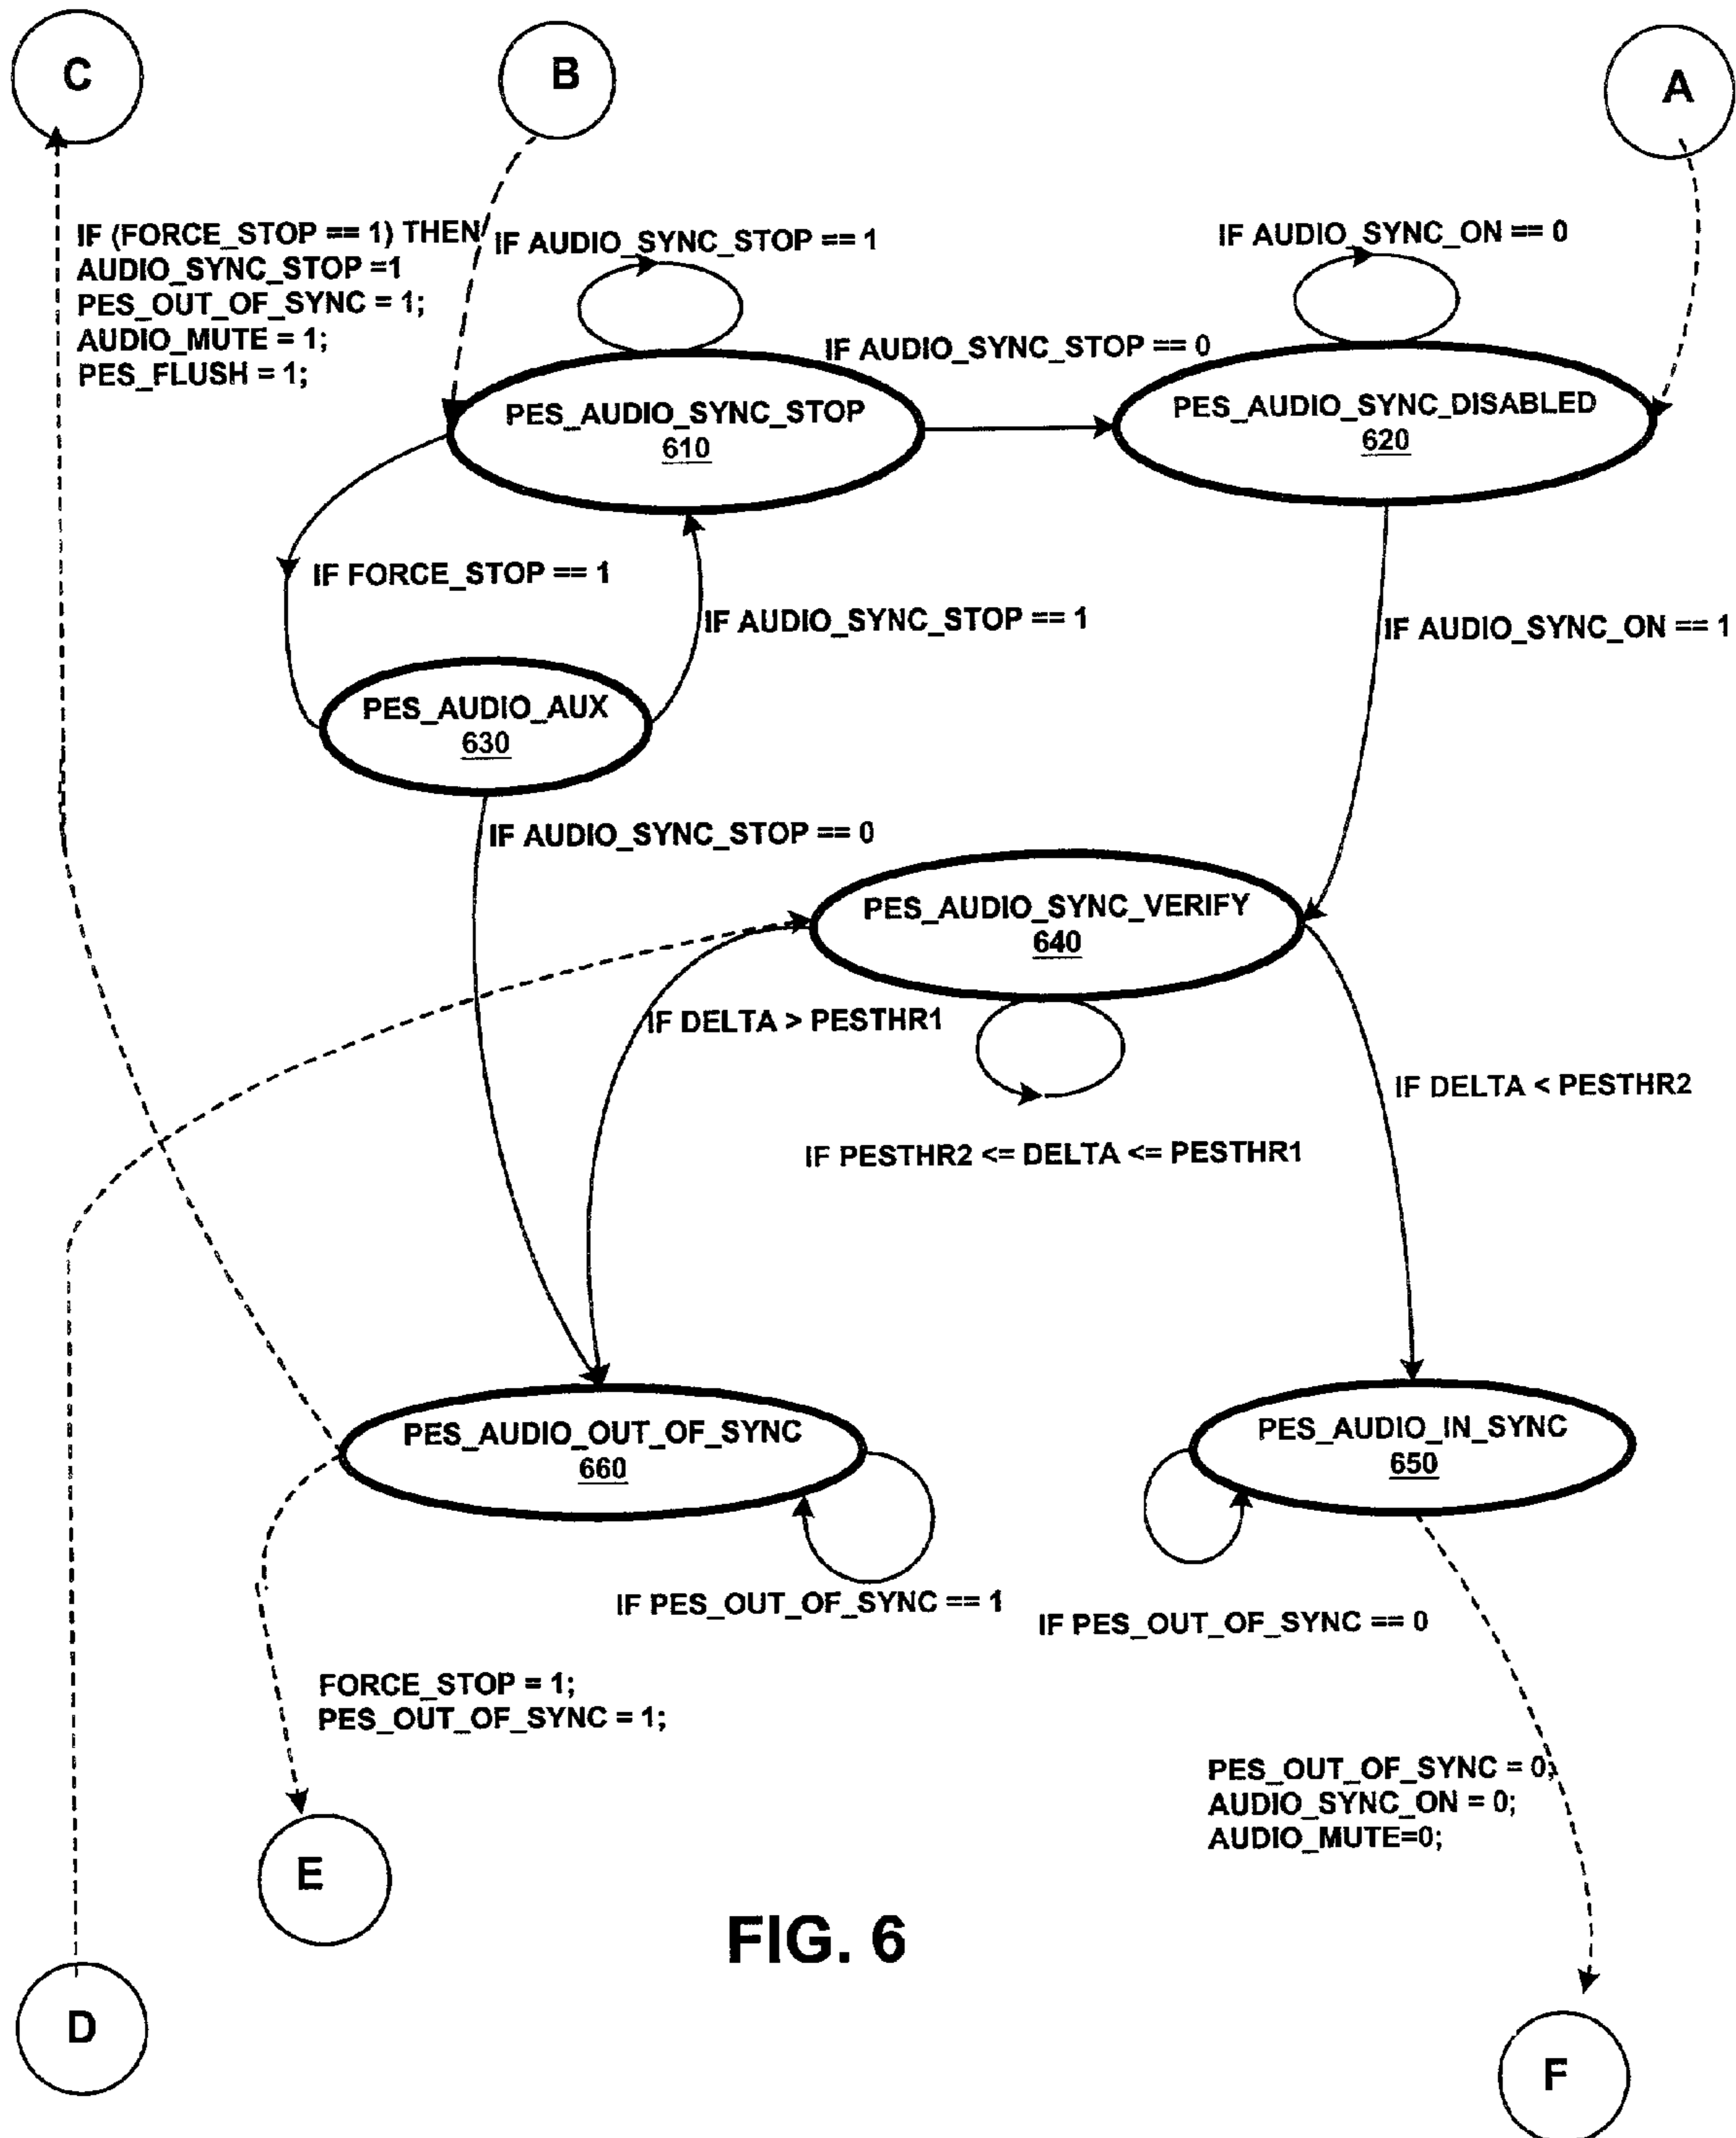 C
B
A
IF (FORCE_STOP == 1) THEN
AUDIO_SYNC_STOP =1
PES_OUT_OF_SYNC = 1;
AUDIO_MUTE = 1;
PES_FLUSH = 1;
IF AUDIO_SYNC_STOP == 1
IF AUDIO_SYNC_ON == 0
IF AUDIO_SYNC_STOP == 0
PES_AUDIO_SYNC_STOP
610
PES_AUDIO_SYNC_DISABLED
620
IF FORCE_STOP == 1
IF AUDIO_SYNC_STOP == 1
IF AUDIO_SYNC_ON == 1
PES_AUDIO_AUX
630
IF AUDIO_SYNC_STOP == 0
PES_AUDIO_SYNC_VERIFY
640
IF DELTA > PESTHR1
IF DELTA < PESTHR2
IF PESTHR2 <= DELTA <= PESTHR1
PES_AUDIO_OUT_OF_SYNC
660
PES_AUDIO_IN_SYNC
650
IF PES_OUT_OF_SYNC == 1
IF PES_OUT_OF_SYNC == 0
FORCE_STOP = 1;
PES_OUT_OF_SYNC = 1;
PES_OUT_OF_SYNC = 0;
AUDIO_SYNC_ON = 0;
AUDIO_MUTE=0;
E
FIG. 6
D
F